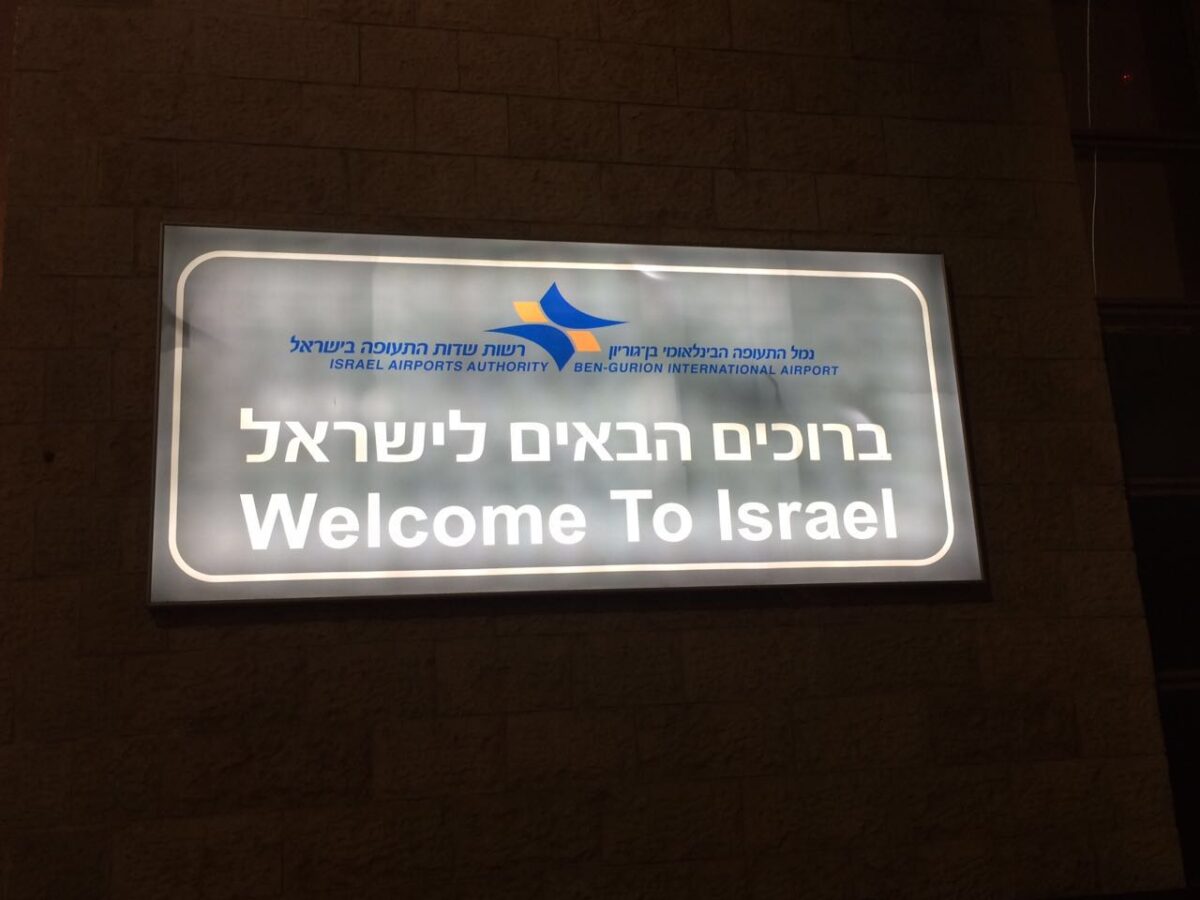 רשות שדות התעופה בישראל
ISRAEL AIRPORTS AUTHORITY
נמל התעופה הבינלאומי בן-גוריון
BEN-GURION INTERNATIONAL AIRPORT
ברוכים הבאים לישראל
Welcome To Israel